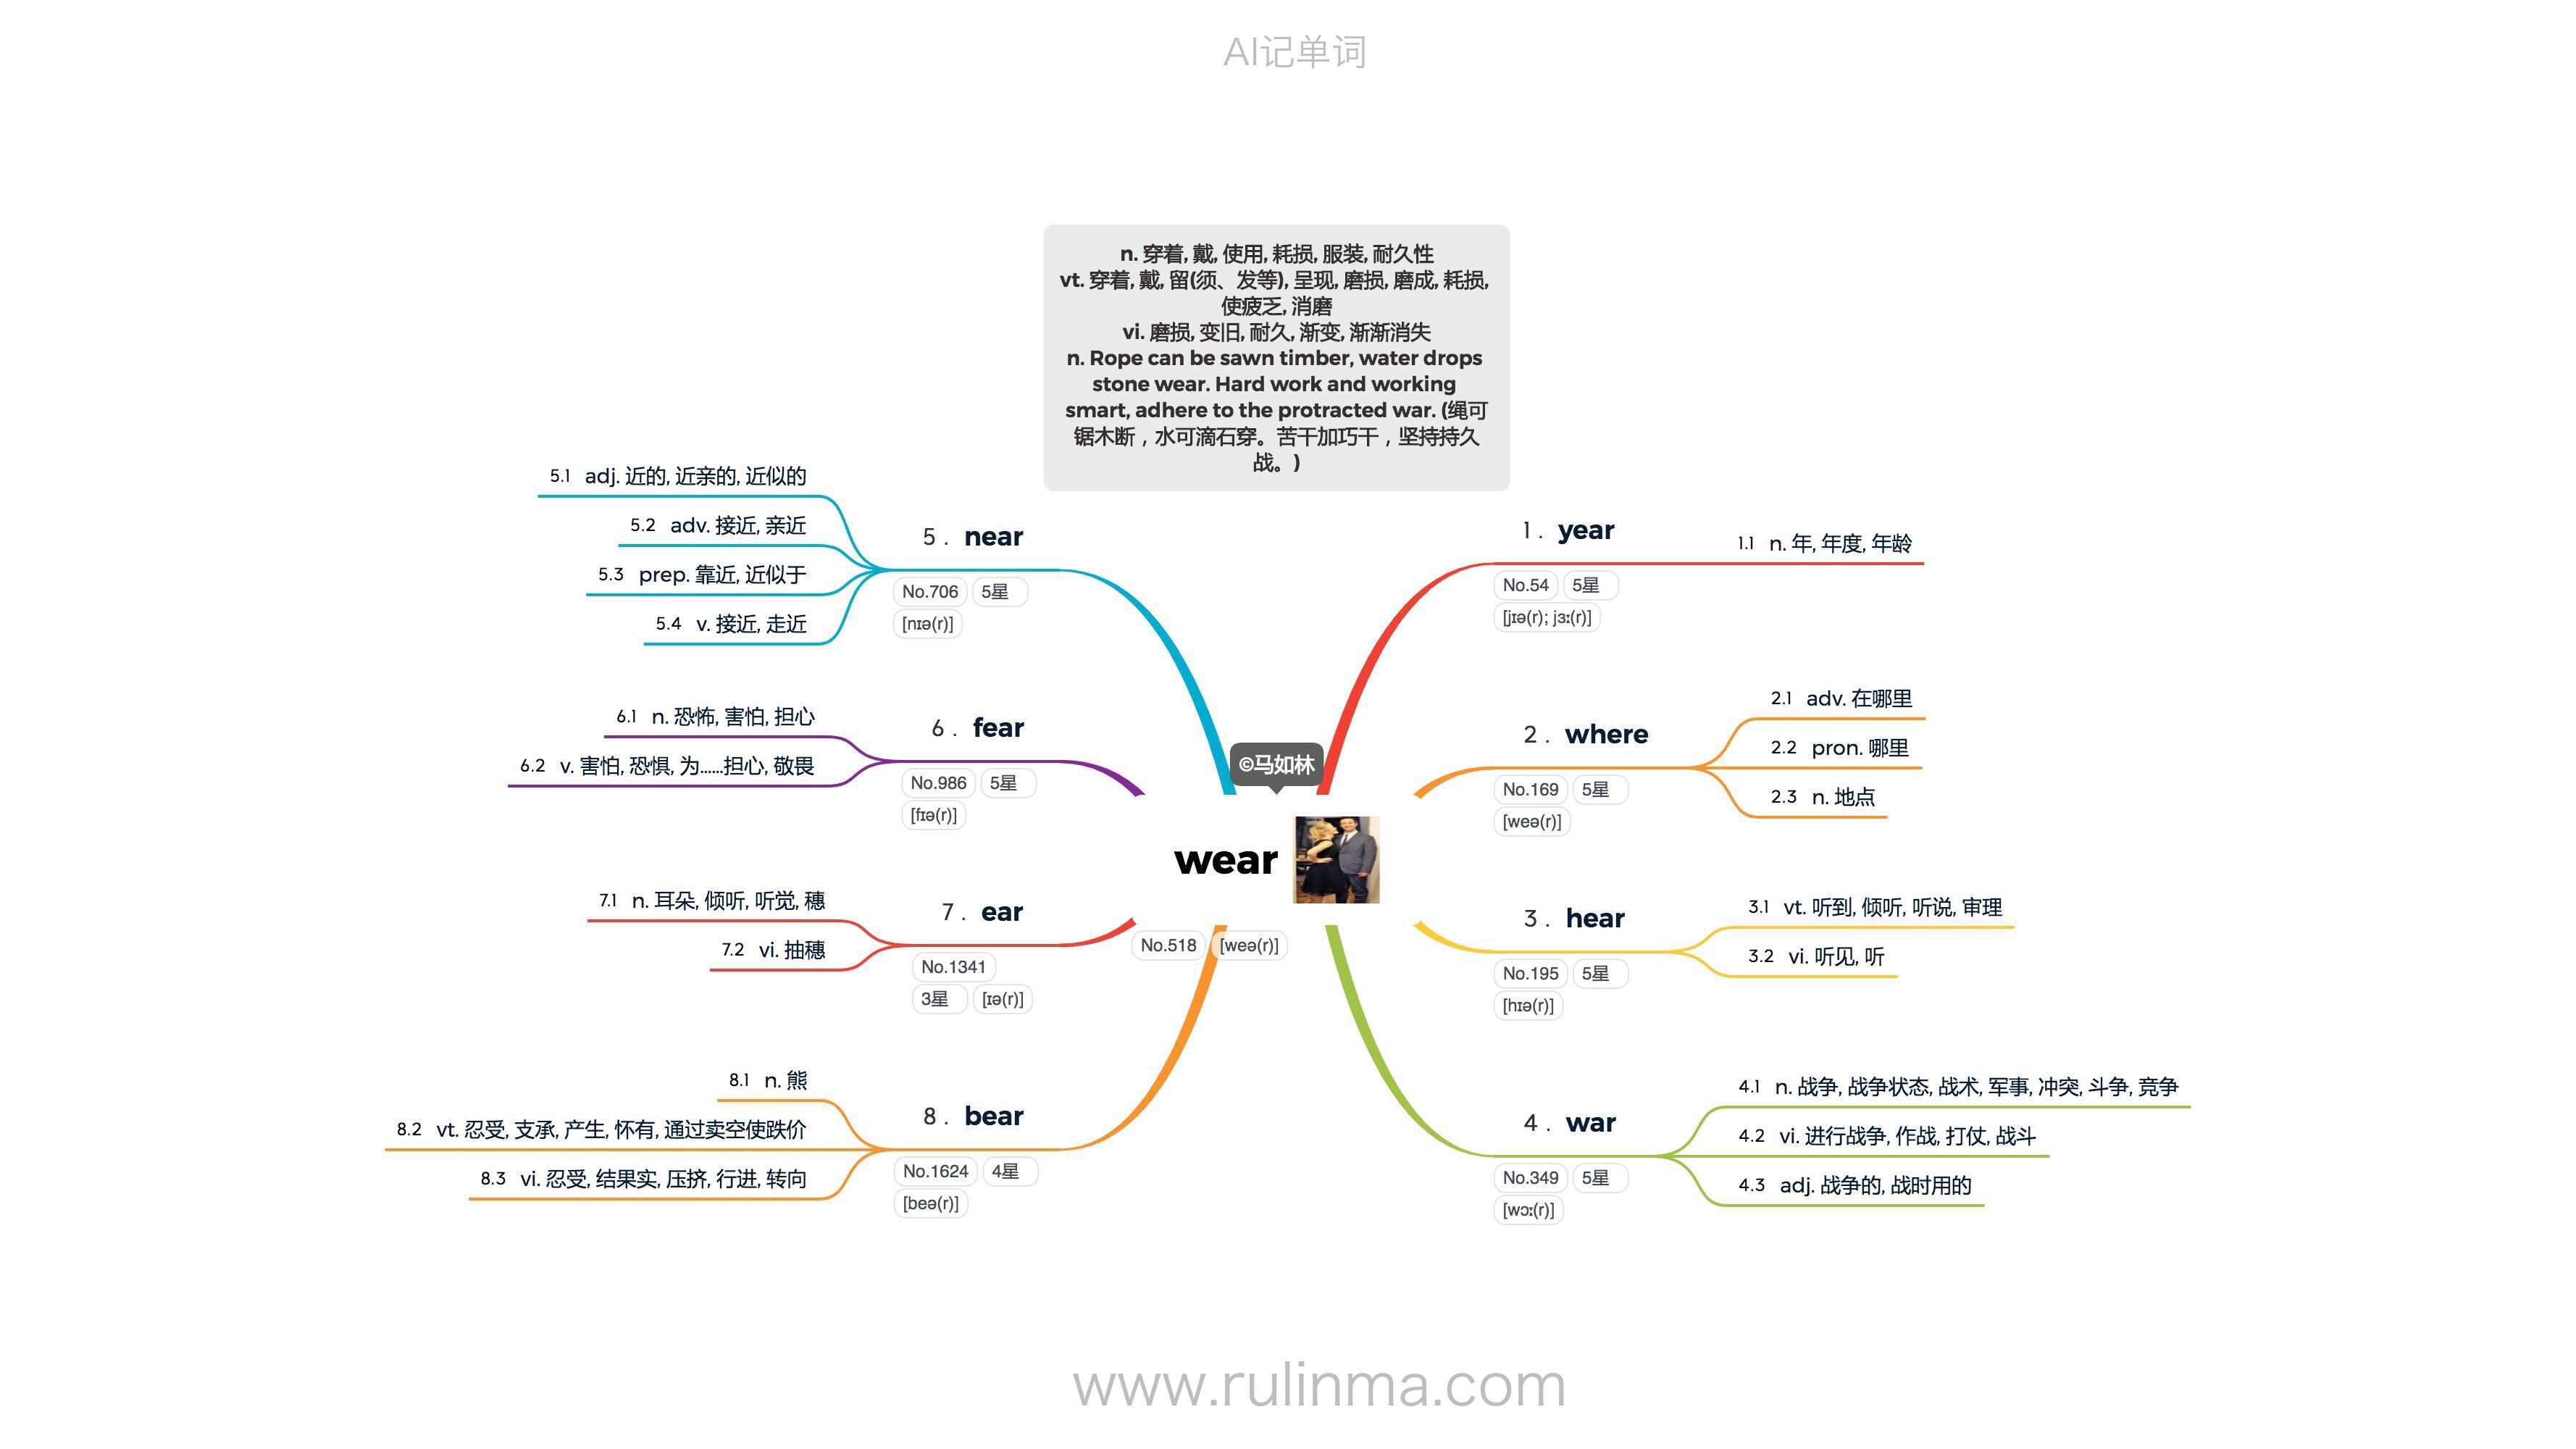 AI记单词
n. 穿着, 戴, 使用, 耗损, 服装, 耐久性
vt. 穿着, 戴, 留(须、发等), 呈现, 磨损, 磨成, 耗损,
使疲乏, 消磨
vi. 磨损, 变旧, 耐久, 渐变, 渐渐消失
n. Rope can be sawn timber, water drops
stone wear. Hard work and working
smart, adhere to the protracted war. (绳可
锯木断，水可滴石穿。苦干加巧干，坚持持久
战。)
©马如林
wear
No.518 [weə(r)]
1. year
No.54 5星
[jɪə(r); jɜː(r)]
1.1 n. 年, 年度, 年龄
2. where
No.169 5星
[weə(r)]
2.1 adv. 在哪里
2.2 pron. 哪里
2.3 n. 地点
3. hear
No.195 5星
[hɪə(r)]
3.1 vt. 听到, 倾听, 听说, 审理
3.2 vi. 听见, 听
4. war
No.349 5星
[wɔː(r)]
4.1 n. 战争, 战争状态, 战术, 军事, 冲突, 斗争, 竞争
4.2 vi. 进行战争, 作战, 打仗, 战斗
4.3 adj. 战争的, 战时用的
5. near
No.706 5星
[nɪə(r)]
5.1 adj. 近的, 近亲的, 近似的
5.2 adv. 接近, 亲近
5.3 prep. 靠近, 近似于
5.4 v. 接近, 走近
6. fear
No.986 5星
[fɪə(r)]
6.1 n. 恐怖, 害怕, 担心
6.2 v. 害怕, 恐惧, 为……担心, 敬畏
7. ear
No.1341
3星 [ɪə(r)]
7.1 n. 耳朵, 倾听, 听觉, 穗
7.2 vi. 抽穗
8. bear
No.1624 4星
[beə(r)]
8.1 n. 熊
8.2 vt. 忍受, 支承, 产生, 怀有, 通过卖空使跌价
8.3 vi. 忍受, 结果实, 压挤, 行进, 转向
www.rulinma.com